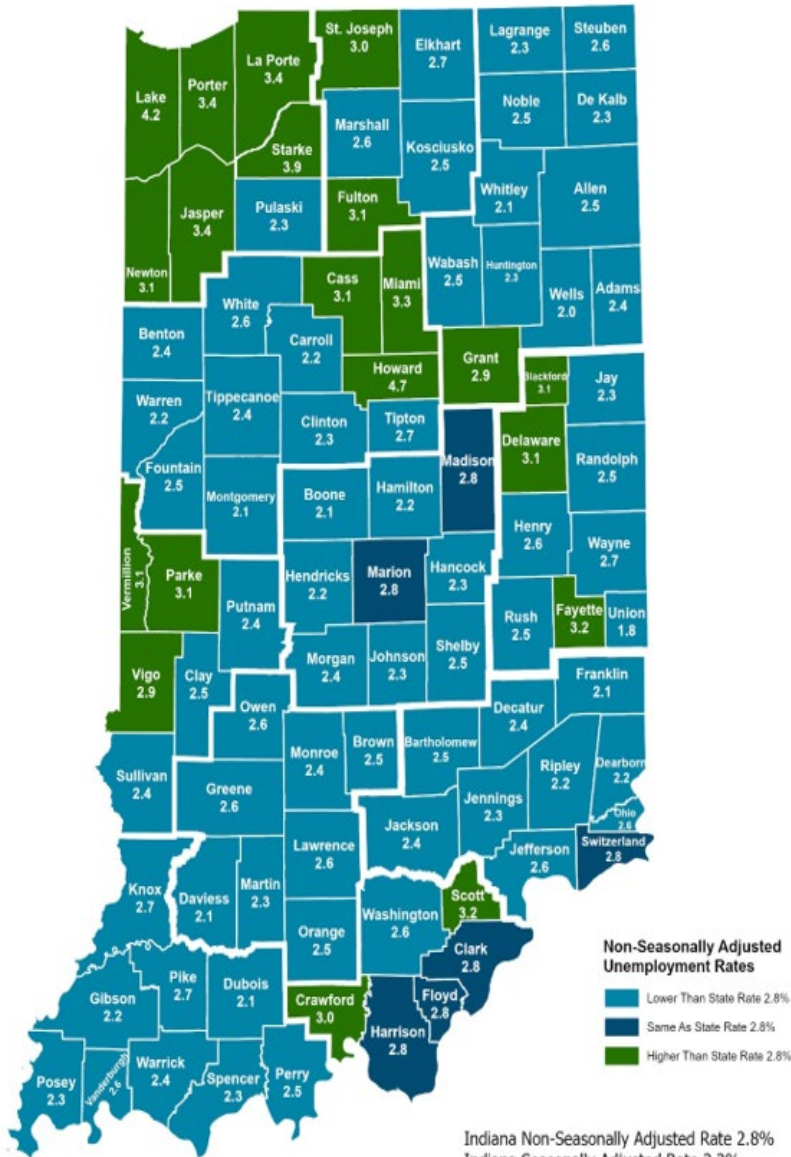 St. Joseph
3.0
Elkhart
2.7
Lagrange
2.3
Steuben
2.6
La Porte
3.4
Porter
3.4
Lake
4.2
Noble
2.5
De Kalb
2.3
Marshall
2.6
Kosciusko
2.5
Starke
3.9
Whitley
2.1
Allen
2.5
Jasper
3.4
Pulaski
2.3
Fulton
3.1
Newton
3.1
Cass
3.1
Miami
3.3
Wabash
2.5
Huntington
2.3
Wells
2.0
Adams
2.4
White
2.6
Benton
2.4
Carroll
2.2
Howard
4.7
Grant
2.9
Blackford
3.1
Jay
2.3
Warren
2.2
Tippecanoe
2.4
Clinton
2.3
Tipton
2.7
Madison
2.8
Delaware
3.1
Randolph
2.5
Fountain
2.5
Montgomery
2.1
Boone
2.1
Hamilton
2.2
Henry
2.6
Wayne
2.7
Vermillion
3.1
Parke
3.1
Putnam
2.4
Hendricks
2.2
Marion
2.8
Hancock
2.3
Rush
2.5
Fayette
3.2
Union
1.8
Vigo
2.9
Clay
2.5
Morgan
2.4
Johnson
2.3
Shelby
2.5
Franklin
2.1
Owen
2.6
Decatur
2.4
Monroe
2.4
Brown
2.5
Bartholomew
2.5
Ripley
2.2
Dearborn
2.2
Sullivan
2.4
Greene
2.6
Jennings
2.3
Ohio
2.6
Jackson
2.4
Lawrence
2.6
Jefferson
2.6
Switzerland
2.8
Knox
2.7
Daviess
2.1
Martin
2.3
Scott
3.2
Washington
2.6
Orange
2.5
Clark
2.8
Pike
2.7
Dubois
2.1
Gibson
2.2
Crawford
3.0
Floyd
2.8
Harrison
2.8
Posey
2.3
Vanderburgh
2.6
Warrick
2.4
Spencer
2.3
Perry
2.5
Non-Seasonally Adjusted
Unemployment Rates
Lower Than State Rate 2.8%
Same As State Rate 2.8%
Higher Than State Rate 2.8%
Indiana Non-Seasonally Adjusted Rate 2.8%